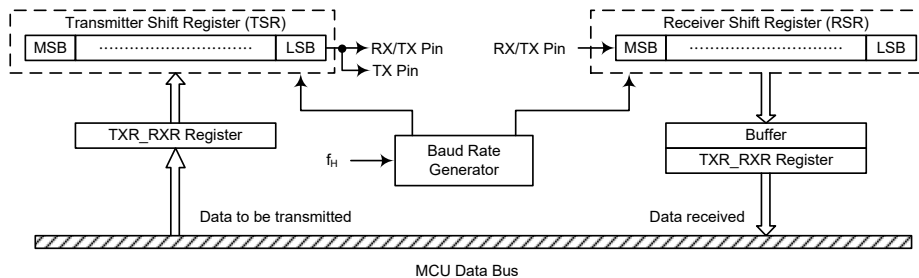 Transmitter Shift Register (TSR)
MSB
LSB
RX/TX Pin
TX Pin
TXR_RXR Register
Data to be transmitted
fH
Baud Rate
Generator
Receiver Shift Register (RSR)
RX/TX Pin
MSB
LSB
Buffer
TXR_RXR Register
Data received
MCU Data Bus